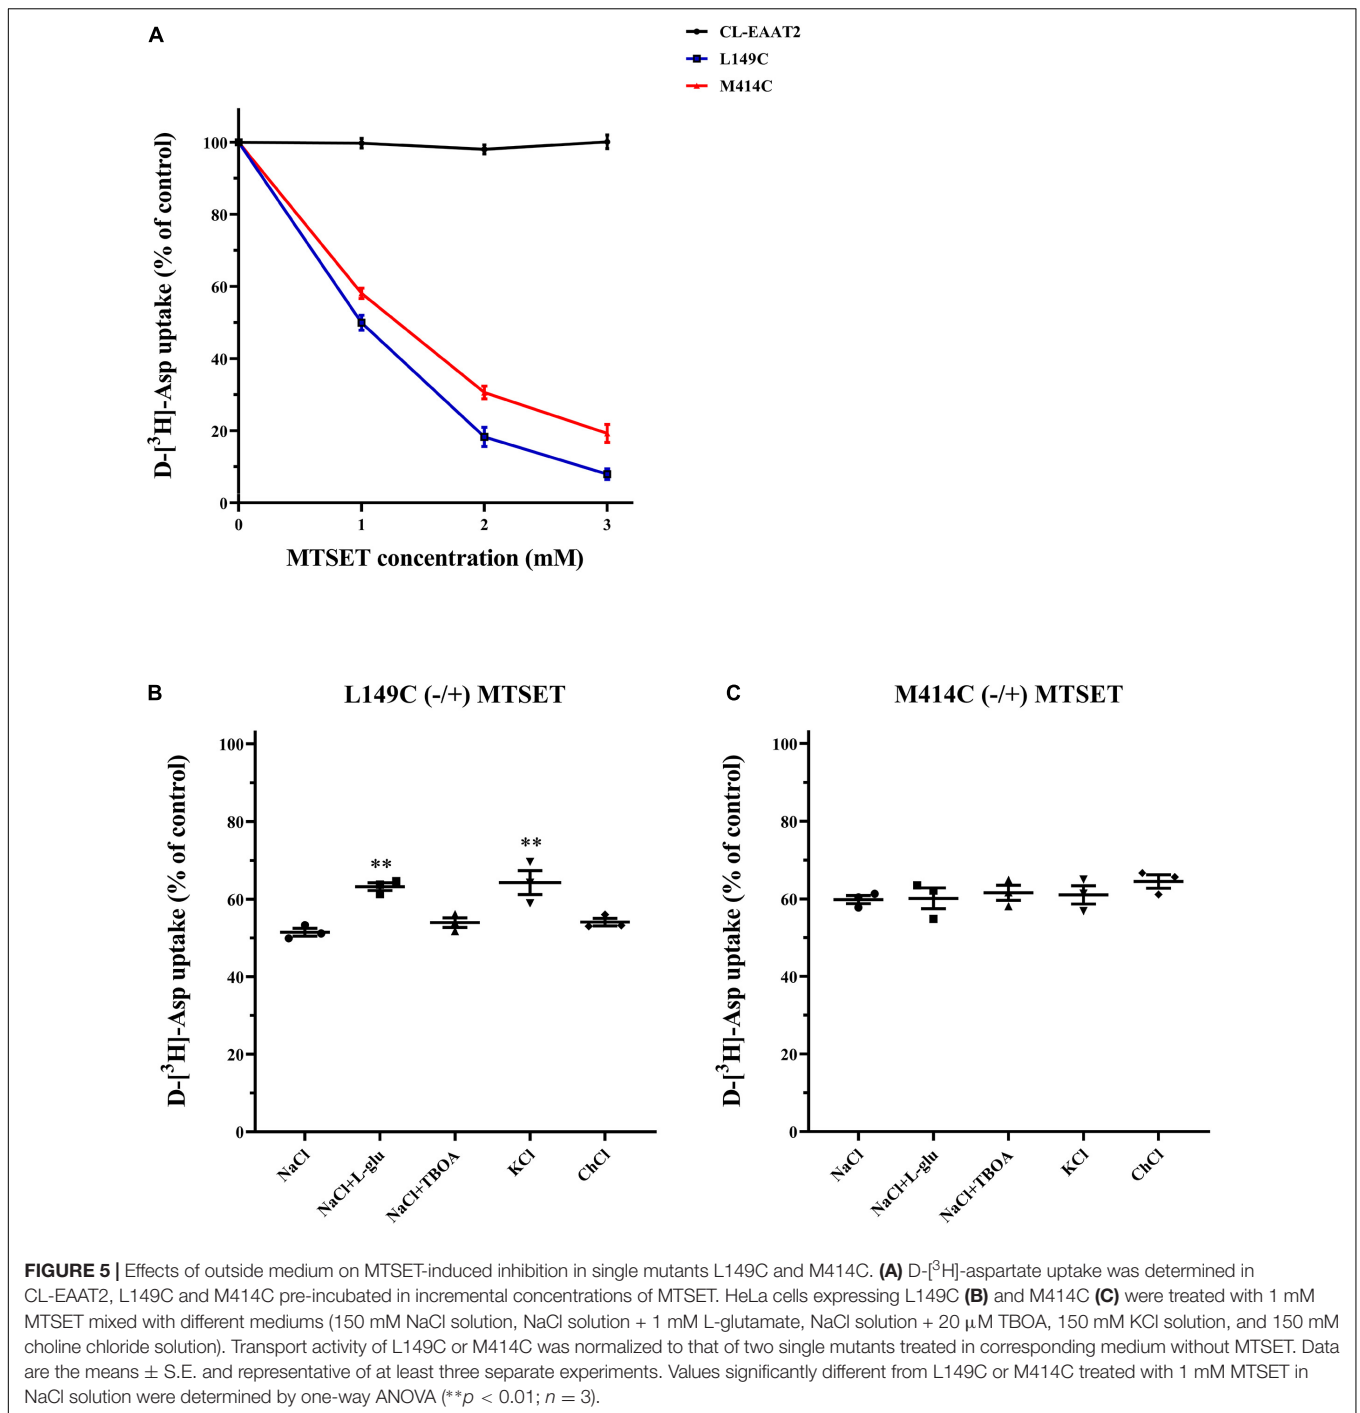 A
CL-EAAT2
L149C
M414C
D-[³H]-Asp uptake (% of control)
100
80
60
40
20
0
0 1 2 3
MTSET concentration (mM)
B
L149C (-/+) MTSET
D-[³H]-Asp uptake (% of control)
100
80
60
40
20
0
**
**
NaCl
NaCl+L-glu
NaCl+TBOA
KCl
ChCl
C
M414C (-/+) MTSET
D-[³H]-Asp uptake (% of control)
100
80
60
40
20
0
NaCl
NaCl+L-glu
NaCl+TBOA
KCl
ChCl
FIGURE 5 | Effects of outside medium on MTSET-induced inhibition in single mutants L149C and M414C. (A) D-[³H]-aspartate uptake was determined in
CL-EAAT2, L149C and M414C pre-incubated in incremental concentrations of MTSET. HeLa cells expressing L149C (B) and M414C (C) were treated with 1 mM
MTSET mixed with different mediums (150 mM NaCl solution, NaCl solution + 1 mM L-glutamate, NaCl solution + 20 μM TBOA, 150 mM KCl solution, and 150 mM
choline chloride solution). Transport activity of L149C or M414C was normalized to that of two single mutants treated in corresponding medium without MTSET. Data
are the means ± S.E. and representative of at least three separate experiments. Values significantly different from L149C or M414C treated with 1 mM MTSET in
NaCl solution were determined by one-way ANOVA (**p < 0.01; n = 3).